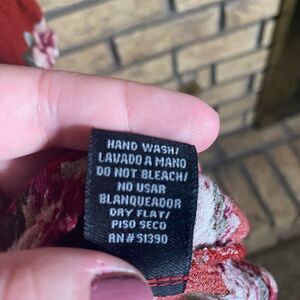 HAND WASH/
LAVADO A MANO
DO NOT BLEACH/
NO USAR
BLANQUEADOR
DRY FLAT/
PISO SECO
RN#51390